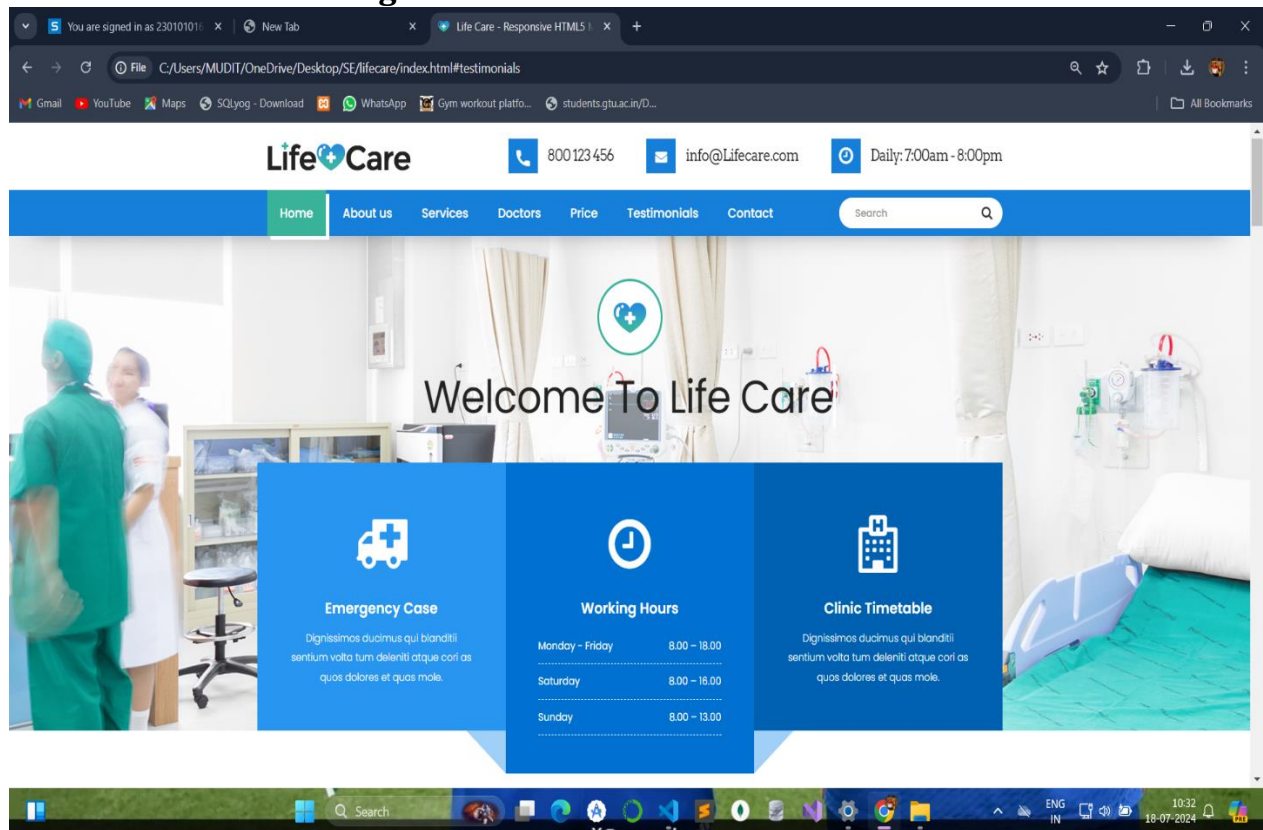 You are signed in as 230101016
New Tab
Life Care - Responsive HTML5
File C:/Users/MUDIT/OneDrive/Desktop/SE/lifecare/index.html#testimonials
Gmail YouTube Maps SQLyog - Download WhatsApp Gym workout platfo... students.gtu.ac.in/D... All Bookmarks
Life Care 800 123 456 info@Lifecare.com Daily: 7:00am - 8:00pm
Home About us Services Doctors Price Testimonials Contact Search
Welcome To Life Care
Emergency Case
Dignissimos ducimus qui blanditii
sentium volta tum deleniti atque cori as
quos dolores et quas mole.
Working Hours
Monday - Friday 8.00 – 18.00
Saturday 8.00 – 16.00
Sunday 8.00 – 13.00
Clinic Timetable
Dignissimos ducimus qui blanditii
sentium volta tum deleniti atque cori as
quos dolores et quas mole.
Search
ENG
IN
10:32
18-07-2024